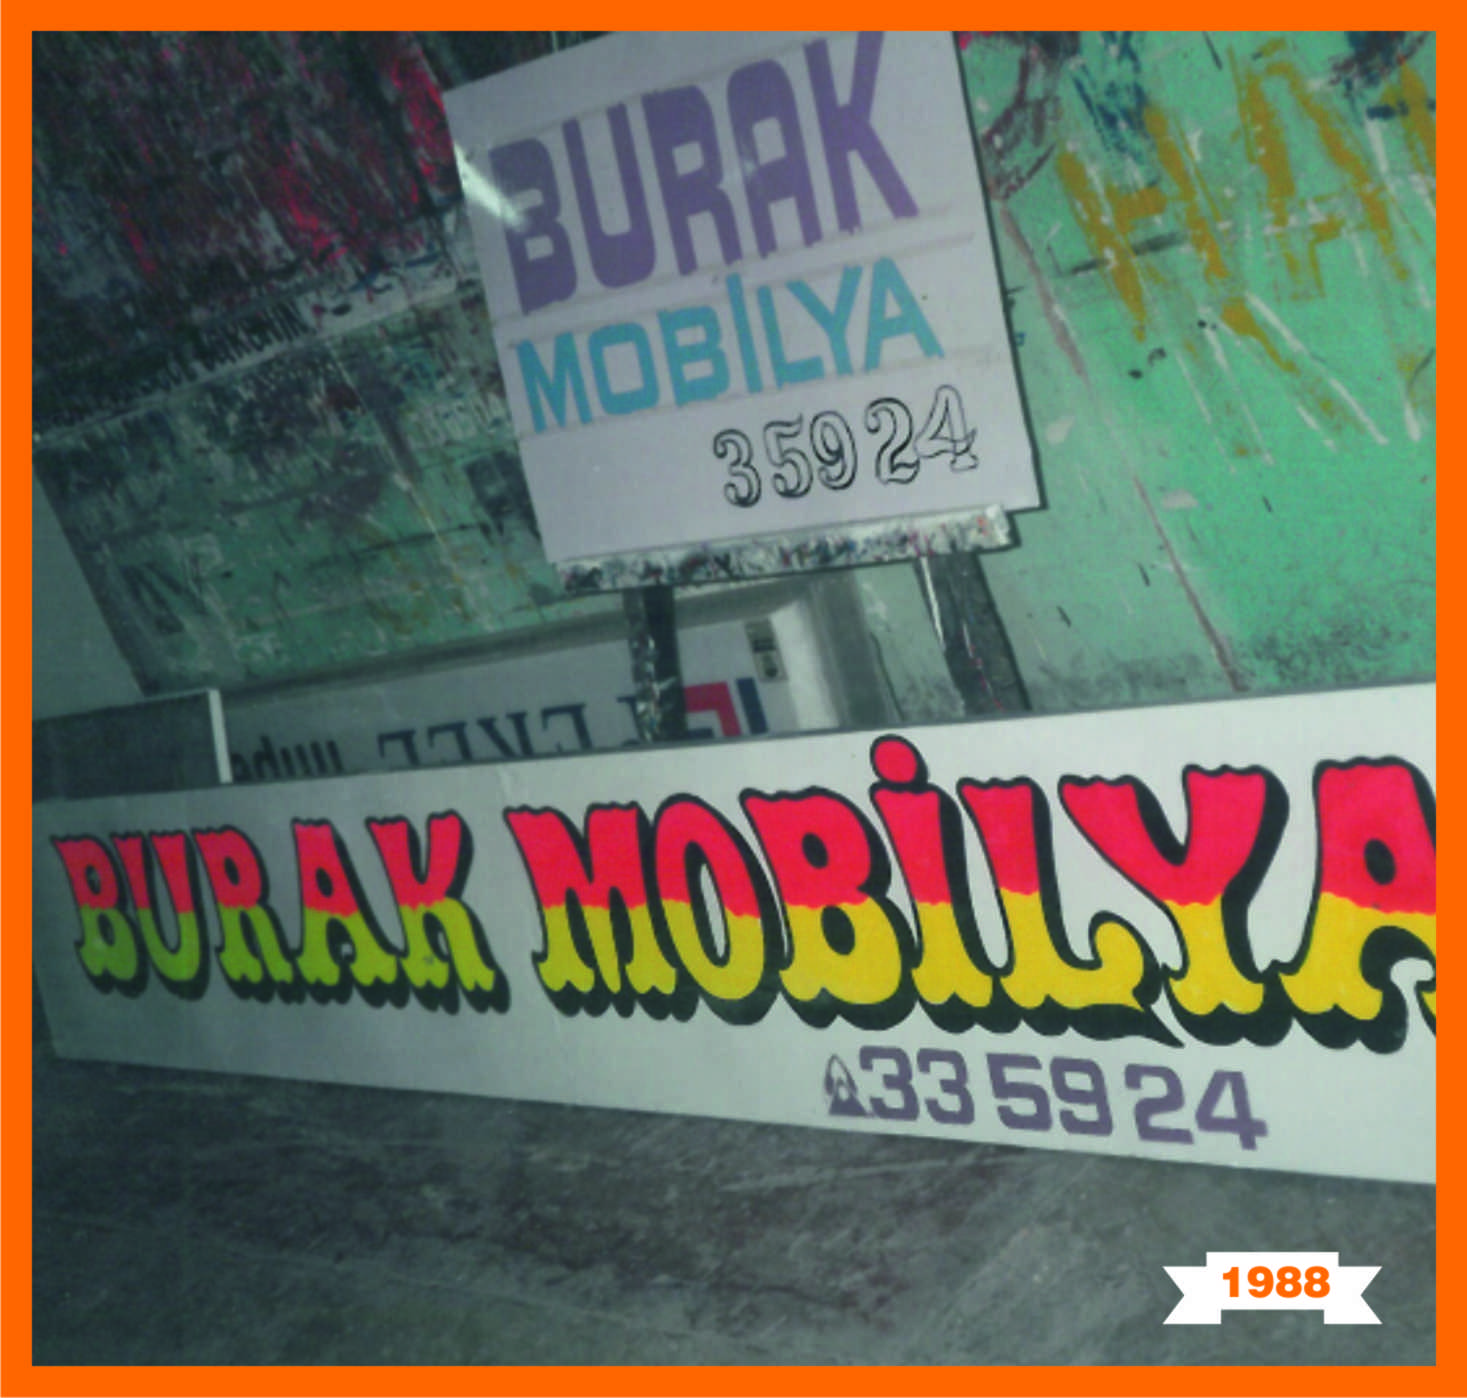 BURAK
MOBİLYA
35924
BURAK MOBİLYA
33 59 24
1988